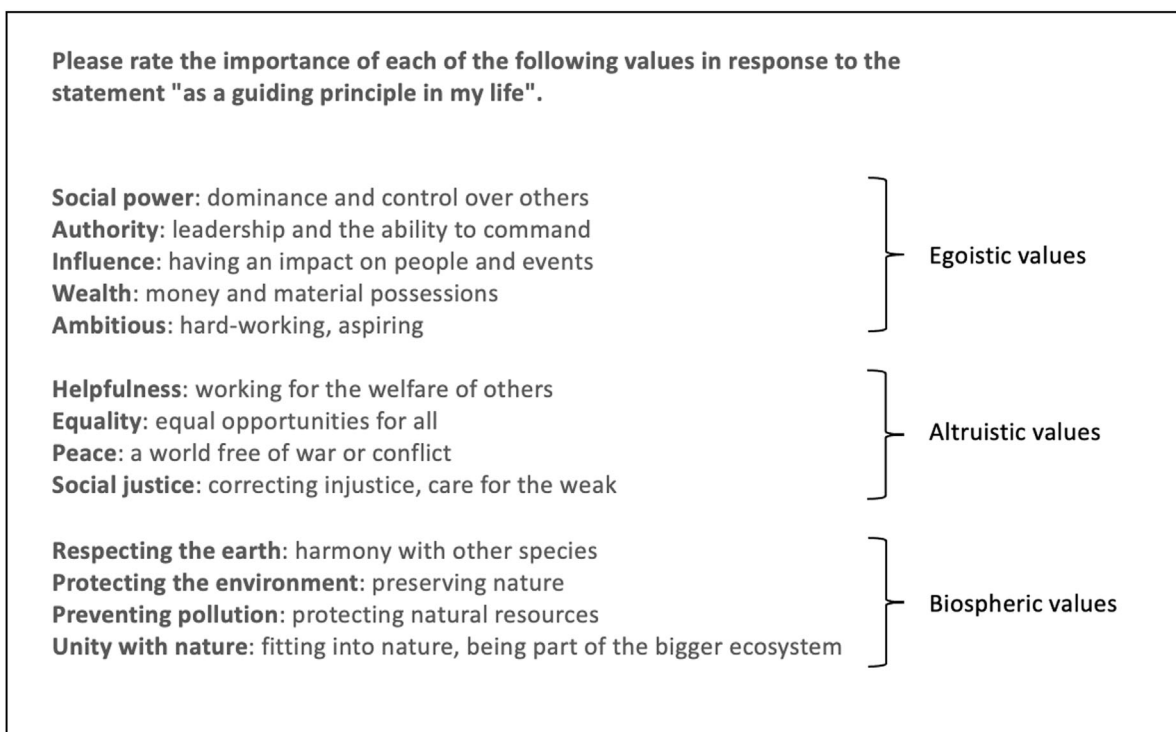 Please rate the importance of each of the following values in response to the
statement "as a guiding principle in my life".
Social power: dominance and control over others
Authority: leadership and the ability to command
Influence: having an impact on people and events
Wealth: money and material possessions
Ambitious: hard-working, aspiring
Egoistic values
Helpfulness: working for the welfare of others
Equality: equal opportunities for all
Peace: a world free of war or conflict
Social justice: correcting injustice, care for the weak
Altruistic values
Respecting the earth: harmony with other species
Protecting the environment: preserving nature
Preventing pollution: protecting natural resources
Unity with nature: fitting into nature, being part of the bigger ecosystem
Biospheric values